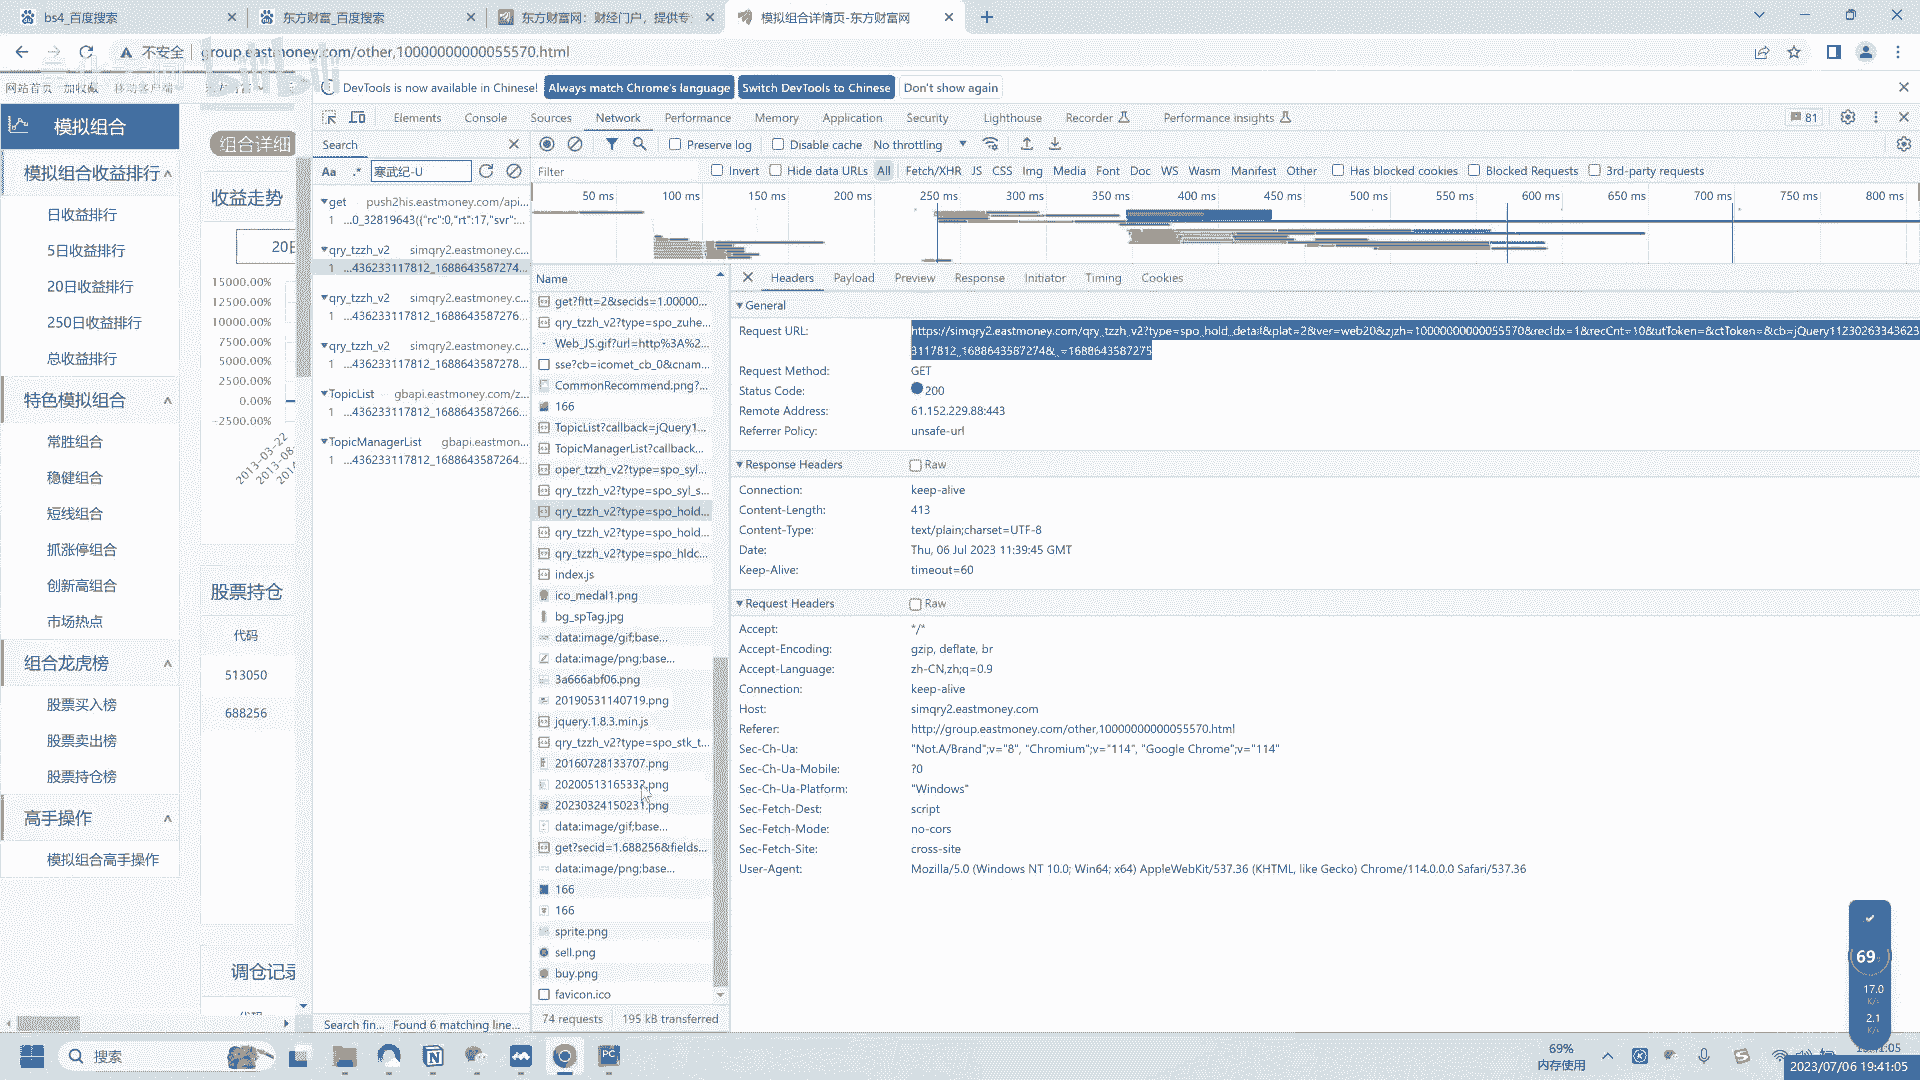 bs4_百度搜索
东方财富_百度搜索
东方财富网：财经门户，提供专
模拟组合详情页-东方财富网
不安全
group.eastmoney.com/other,10000000000055570.html
网站首页 加收藏 移动客户端
DevTools is now available in Chinese!
Always match Chrome's language
Switch DevTools to Chinese
Don't show again
Elements
Console
Sources
Network
Performance
Memory
Application
Security
Lighthouse
Recorder
Performance insights
81
模拟组合
模拟组合收益排行
日收益排行
5日收益排行
20日收益排行
250日收益排行
总收益排行
特色模拟组合
常胜组合
稳健组合
短线组合
抓涨停组合
创新高组合
市场热点
组合龙虎榜
股票买入榜
股票卖出榜
股票持仓榜
高手操作
模拟组合高手操作
组合详细
收益走势
20日
15000.00%
12500.00%
10000.00%
7500.00%
5000.00%
2500.00%
0.00%
-2500.00%
2013-03-22
2013-08
2014
股票持仓
代码
513050
688256
调仓记录
代码
Search
Aa
.*
寒武纪-U
get push2his.eastmoney.com/api...
1 ...0_32819643({"rc":0,"rt":17,"svr":...
qry_tzzh_v2 simqry2.eastmoney.c...
1 ...436233117812_1688643587274...
qry_tzzh_v2 simqry2.eastmoney.c...
1 ...436233117812_1688643587276...
qry_tzzh_v2 simqry2.eastmoney.c...
1 ...436233117812_1688643587278...
TopicList gbapi.eastmoney.com/z...
1 ...436233117812_1688643587266...
TopicManagerList gbapi.eastmon...
1 ...436233117812_1688643587264...
Search fin... Found 6 matching line...
Preserve log
Disable cache
No throttling
Filter
Invert
Hide data URLs
All
Fetch/XHR
JS
CSS
Img
Media
Font
Doc
WS
Wasm
Manifest
Other
Has blocked cookies
Blocked Requests
3rd-party requests
50 ms
100 ms
150 ms
200 ms
250 ms
300 ms
350 ms
400 ms
450 ms
500 ms
550 ms
600 ms
650 ms
700 ms
750 ms
800 ms
Name
get?fltt=2&secids=1.00000...
qry_tzzh_v2?type=spo_zuhe...
Web_JS.gif?url=http%3A%2...
sse?cb=icomet_cb_0&cnam...
CommonRecommend.png?...
166
TopicList?callback=jQuery1...
TopicManagerList?callback...
oper_tzzh_v2?type=spo_syl...
qry_tzzh_v2?type=spo_syl_s...
qry_tzzh_v2?type=spo_hold...
qry_tzzh_v2?type=spo_hold...
qry_tzzh_v2?type=spo_hldc...
index.js
ico_medal1.png
bg_spTag.jpg
data:image/gif;base...
data:image/png;base...
3a666abf06.png
20190531140719.png
jquery.1.8.3.min.js
qry_tzzh_v2?type=spo_stk_t...
20160728133707.png
20200513165332.png
20230324150231.png
data:image/gif;base...
get?secid=1.688256&fields...
data:image/png;base...
166
166
sprite.png
sell.png
buy.png
favicon.ico
74 requests
195 kB transferred
Headers
Payload
Preview
Response
Initiator
Timing
Cookies
General
Request URL: https://simqry2.eastmoney.com/qry_tzzh_v2?type=spo_hold_detail&plat=2&ver=web20&zjzh=10000000000055570&recIdx=1&recCnt=10&utToken=&ctToken=&cb=jQuery11230263343623
3117812_1688643587274&_=1688643587275
Request Method: GET
Status Code: 200
Remote Address: 61.152.229.88:443
Referrer Policy: unsafe-url
Response Headers
Raw
Connection: keep-alive
Content-Length: 413
Content-Type: text/plain;charset=UTF-8
Date: Thu, 06 Jul 2023 11:39:45 GMT
Keep-Alive: timeout=60
Request Headers
Raw
Accept: */*
Accept-Encoding: gzip, deflate, br
Accept-Language: zh-CN,zh;q=0.9
Connection: keep-alive
Host: simqry2.eastmoney.com
Referer: http://group.eastmoney.com/other,10000000000055570.html
Sec-Ch-Ua: "Not.A/Brand";v="8", "Chromium";v="114", "Google Chrome";v="114"
Sec-Ch-Ua-Mobile: ?0
Sec-Ch-Ua-Platform: "Windows"
Sec-Fetch-Dest: script
Sec-Fetch-Mode: no-cors
Sec-Fetch-Site: cross-site
User-Agent: Mozilla/5.0 (Windows NT 10.0; Win64; x64) AppleWebKit/537.36 (KHTML, like Gecko) Chrome/114.0.0.0 Safari/537.36
69
17.0
K/s
2.1
K/s
搜索
PC
69%
内存使用
2023/07/06 19:41:05